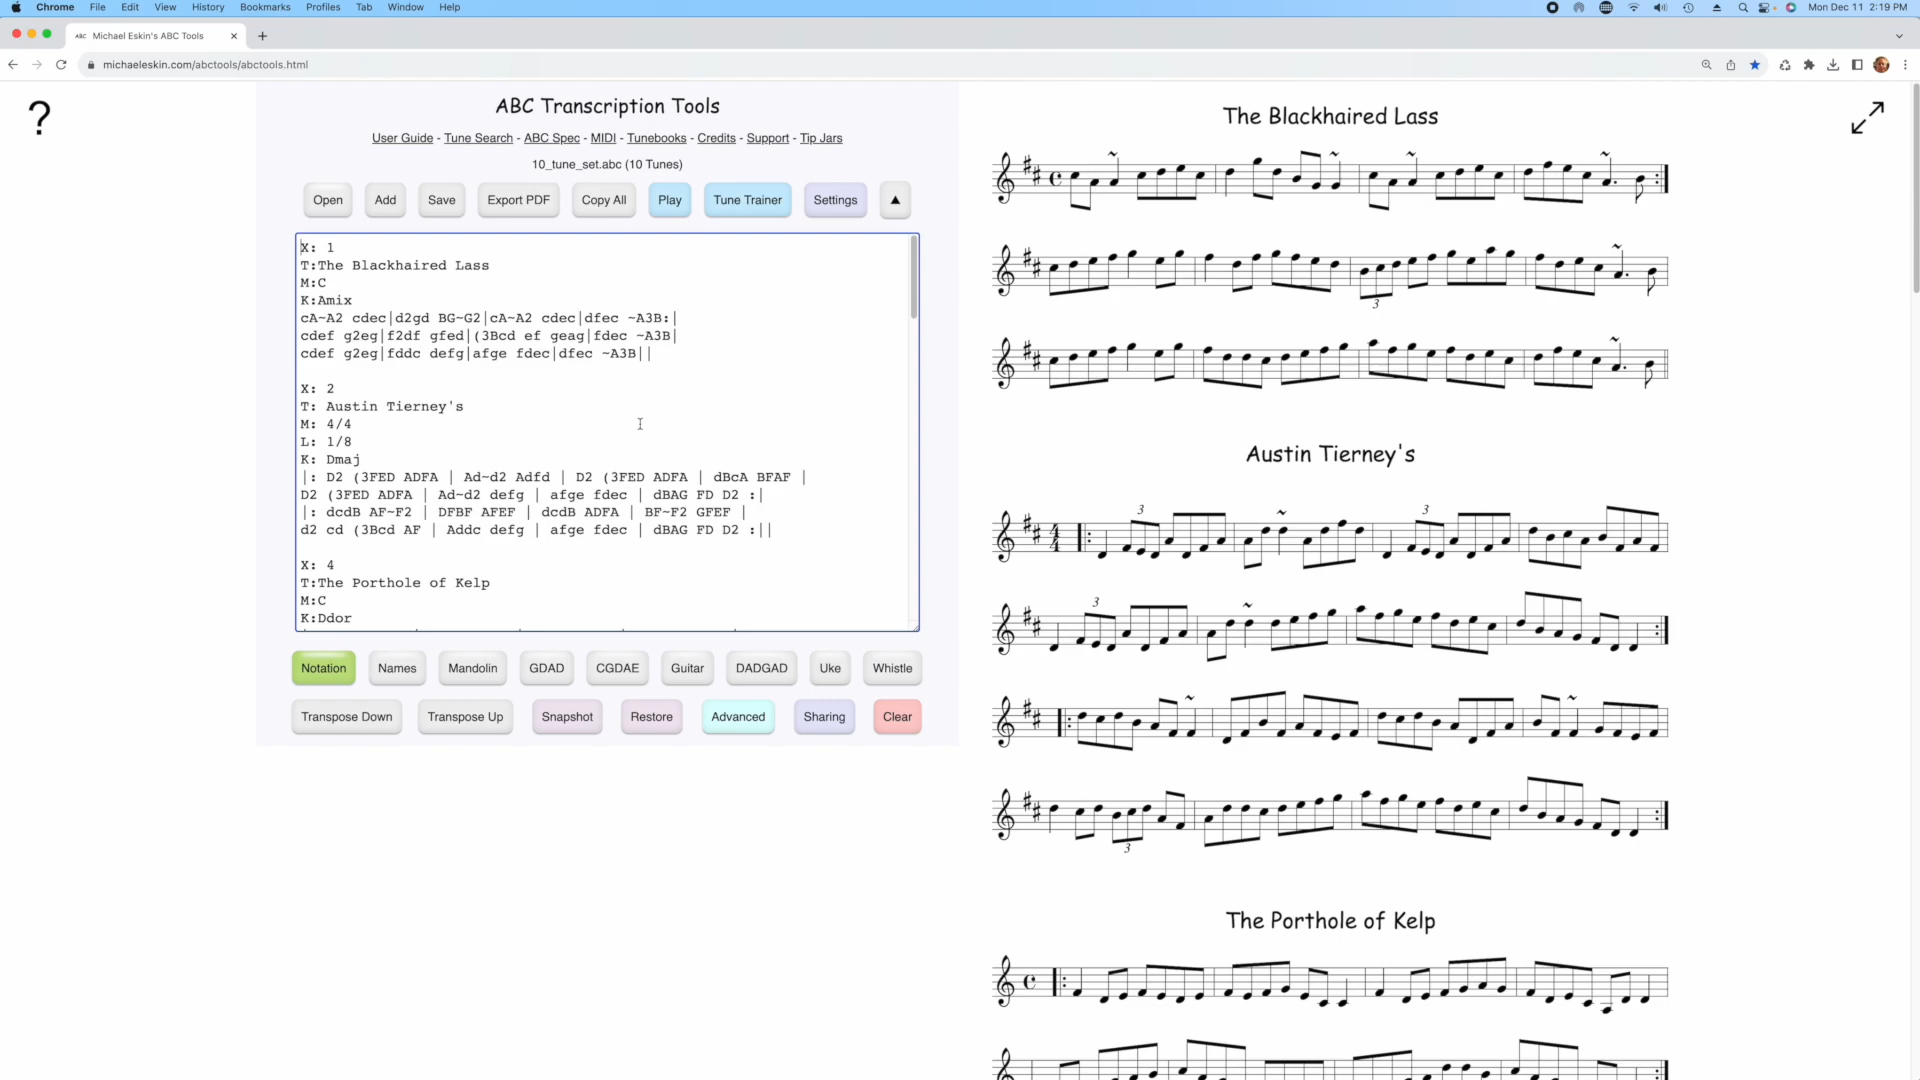 Chrome File Edit View History Bookmarks Profiles Tab Window Help Mon Dec 11 2:19 PM
ABC Michael Eskin's ABC Tools
michaeleskin.com/abctools/abctools.html
?
ABC Transcription Tools
User Guide - Tune Search - ABC Spec - MIDI - Tunebooks - Credits - Support - Tip Jars
10_tune_set.abc (10 Tunes)
Open Add Save Export PDF Copy All Play Tune Trainer Settings ▲
X: 1
T:The Blackhaired Lass
M:C
K:Amix
cA~A2 cdec|d2gd BG~G2|cA~A2 cdec|dfec ~A3B:|
cdef g2eg|f2df gfed|(3Bcd ef geag|fdec ~A3B|
cdef g2eg|fddc defg|afge fdec|dfec ~A3B||
X: 2
T: Austin Tierney's
M: 4/4
L: 1/8
K: Dmaj
|: D2 (3FED ADFA | Ad~d2 Adfd | D2 (3FED ADFA | dBcA BFAF |
D2 (3FED ADFA | Ad~d2 defg | afge fdec | dBAG FD D2 :|
|: dcdB AF~F2 | DFBF AFEF | dcdB ADFA | BF~F2 GFEF |
d2 cd (3Bcd AF | Addc defg | afge fdec | dBAG FD D2 :||
X: 4
T:The Porthole of Kelp
M:C
K:Ddor
Notation Names Mandolin GDAD CGDAE Guitar DADGAD Uke Whistle
Transpose Down Transpose Up Snapshot Restore Advanced Sharing Clear
The Blackhaired Lass
3
Austin Tierney's
3 3
4
4
3
3
The Porthole of Kelp